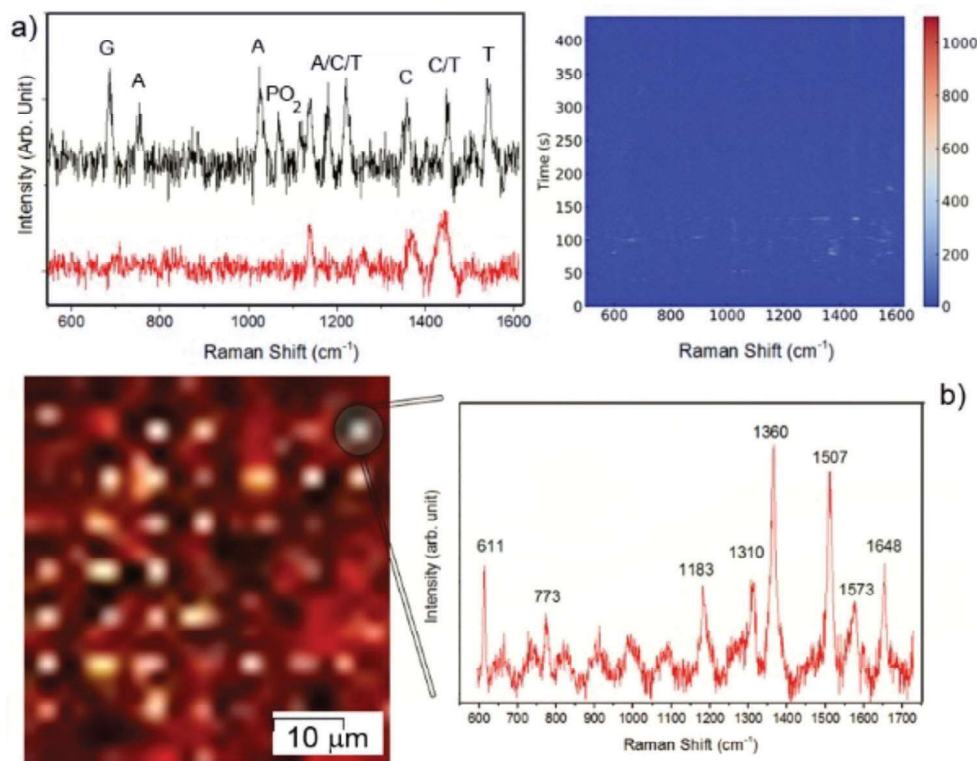 a)
G
A
A
PO2
A/C/T
C
C/T
T
Intensity (Arb. Unit)
600 800 1000 1200 1400 1600
Raman Shift (cm-1)
Time (s)
400
350
300
250
200
150
100
50
0
600 800 1000 1200 1400 1600
Raman Shift (cm-1)
1000
800
600
400
200
0
10 μm
b)
1360
1507
611
773
1183
1310
1573
1648
Intensity (arb. unit)
600 700 800 900 1000 1100 1200 1300 1400 1500 1600 1700
Raman Shift (cm-1)